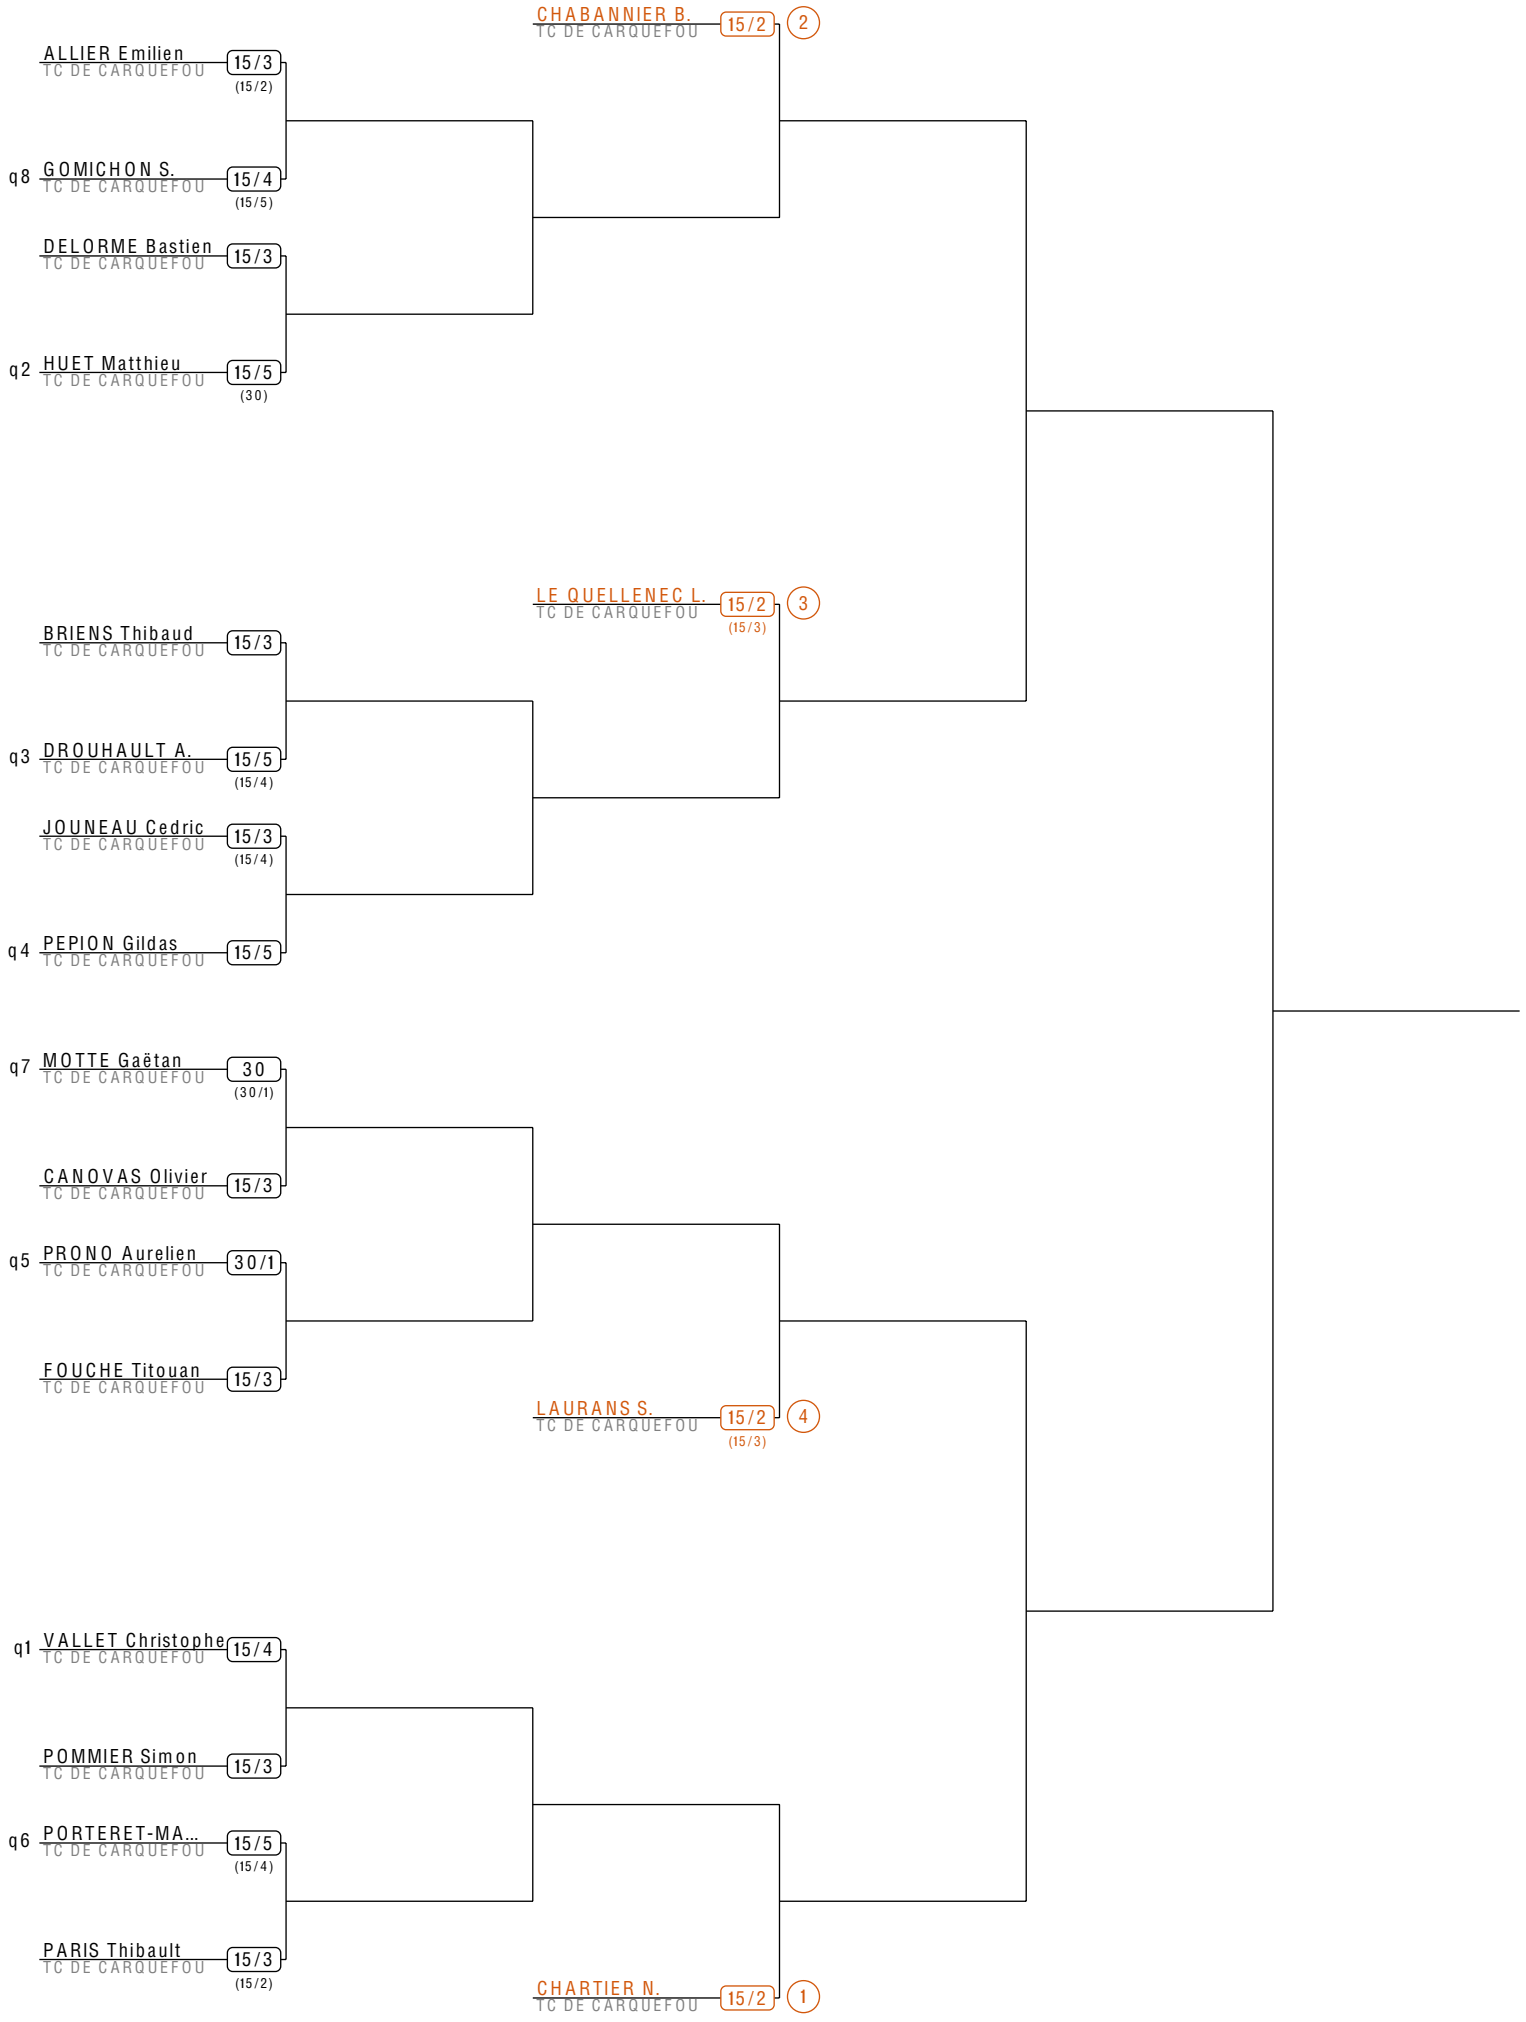 CHABANNIER B. 15/2 2
TC DE CARQUEFOU
ALLIER Emilien 15/3
TC DE CARQUEFOU
(15/2)
q8 GOMICHON S. 15/4
TC DE CARQUEFOU
(15/5)
DELORME Bastien 15/3
TC DE CARQUEFOU
q2 HUET Matthieu 15/5
TC DE CARQUEFOU
(30)
LE QUELLENEC L. 15/2 3
TC DE CARQUEFOU
(15/3)
BRIENS Thibaud 15/3
TC DE CARQUEFOU
q3 DROUHAULT A. 15/5
TC DE CARQUEFOU
(15/4)
JOUNEAU Cedric 15/3
TC DE CARQUEFOU
(15/4)
q4 PEPION Gildas 15/5
TC DE CARQUEFOU
q7 MOTTE Gaëtan 30
TC DE CARQUEFOU
(30/1)
CANOVAS Olivier 15/3
TC DE CARQUEFOU
q5 PRONO Aurelien 30/1
TC DE CARQUEFOU
FOUCHE Titouan 15/3
TC DE CARQUEFOU
LAURANS S. 15/2 4
TC DE CARQUEFOU
(15/3)
q1 VALLET Christophe 15/4
TC DE CARQUEFOU
POMMIER Simon 15/3
TC DE CARQUEFOU
q6 PORTERET-MA... 15/5
TC DE CARQUEFOU
(15/4)
PARIS Thibault 15/3
TC DE CARQUEFOU
(15/2)
CHARTIER N. 15/2 1
TC DE CARQUEFOU